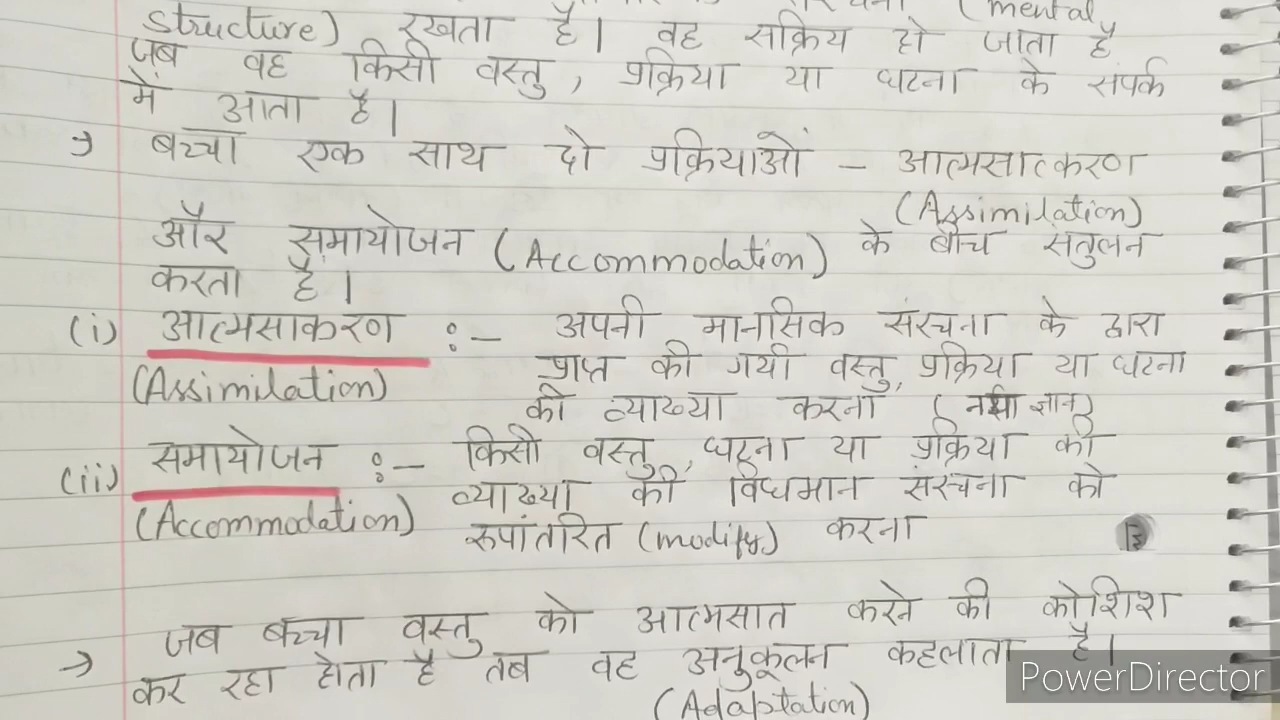 (mental
structure) रखता है। वह सक्रिय हो जाता है
जब वह किसी वस्तु, प्रक्रिया या घटना के संपर्क
में आता है।
→ बच्चा एक साथ दो प्रक्रियाओं – आत्मसात्करण
(Assimilation)
और समायोजन (Accommodation) के बीच संतुलन
करता है।
(i) आत्मसाकरण :– अपनी मानसिक संरचना के द्वारा
(Assimilation) प्राप्त की गयी वस्तु, प्रक्रिया या घटना
की व्याख्या करना (नया ज्ञान)
(ii) समायोजन :– किसी वस्तु, घटना या प्रक्रिया की
(Accommodation) व्याख्या की विधमान संरचना को
रूपांतरित (modify) करना
जब बच्चा वस्तु को आत्मसात करने की कोशिश
→ कर रहा होता है तब वह अनुकूलन कहलाता है।
(Adaptation)
PowerDirector